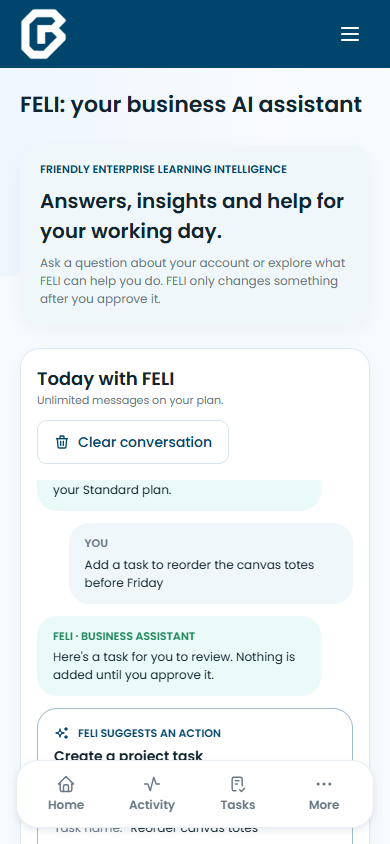 FELI: your business AI assistant
FRIENDLY ENTERPRISE LEARNING INTELLIGENCE
Answers, insights and help for
your working day.
Ask a question about your account or explore what
FELI can help you do. FELI only changes something
after you approve it.
Today with FELI
Unlimited messages on your plan.
Clear conversation
your Standard plan.
YOU
Add a task to reorder the canvas totes
before Friday
FELI · BUSINESS ASSISTANT
Here's a task for you to review. Nothing is
added until you approve it.
FELI SUGGESTS AN ACTION
Create a project task
Home
Activity
Tasks
More
Task name: Reorder canvas totes